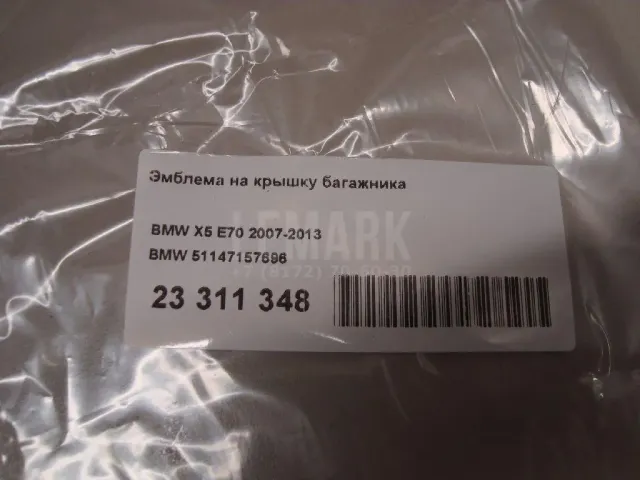 Эмблема на крышку багажника
LEMARK
BMW X5 E70 2007-2013
BMW 51147157696
23 311 348